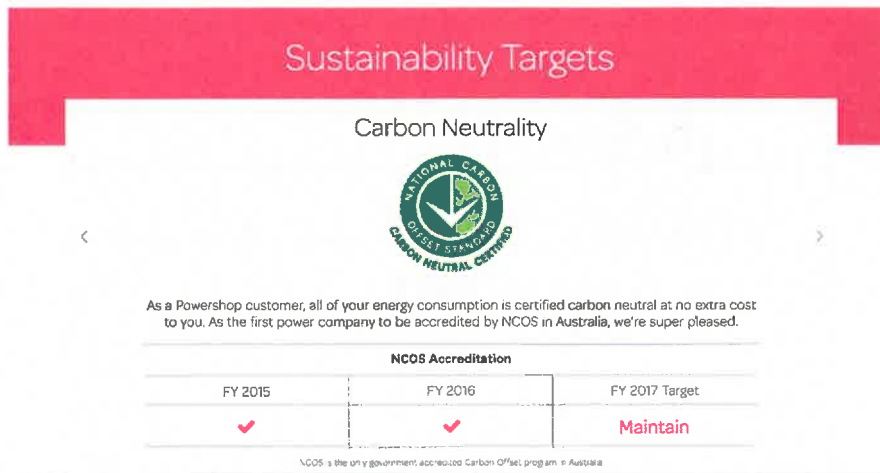 Sustainability Targets
Carbon Neutrality
NATIONAL CARBON
OFFSET STANDARD
CARBON NEUTRAL CERTIFIED
As a Powershop customer, all of your energy consumption is certified carbon neutral at no extra cost
to you. As the first power company to be accredited by NCOS in Australia, we're super pleased.
NCOS Accreditation
FY 2015 FY 2016 FY 2017 Target
✓ ✓ Maintain
NCOS is the only government accredited Carbon Offset program in Australia